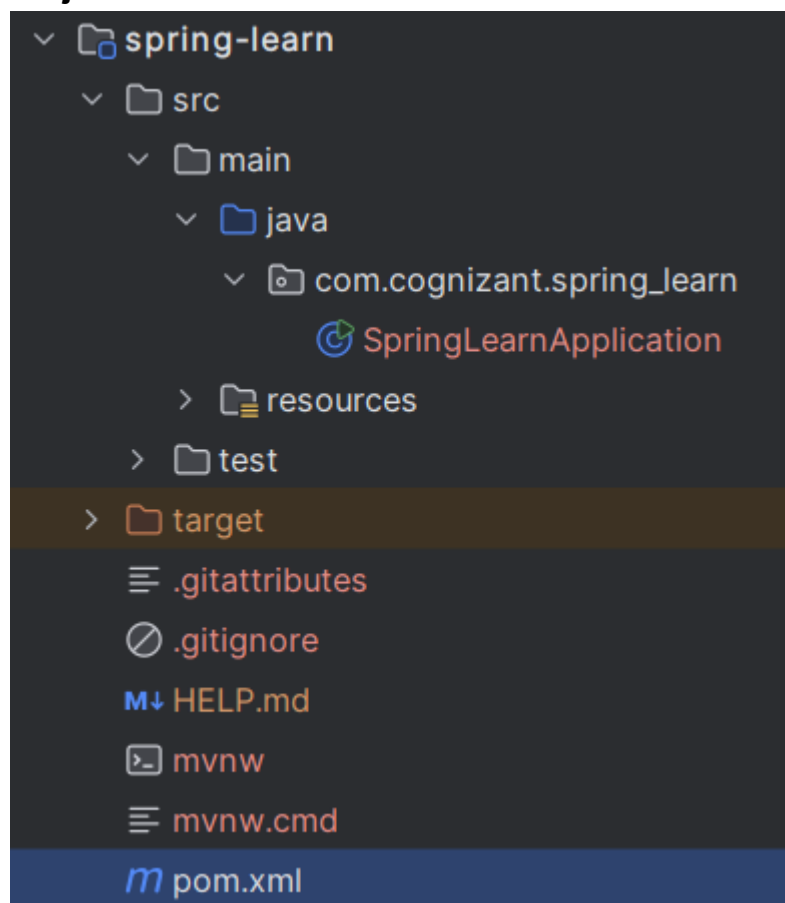 spring-learn
src
main
java
com.cognizant.spring_learn
SpringLearnApplication
resources
test
target
.gitattributes
.gitignore
M↓ HELP.md
mvnw
mvnw.cmd
m pom.xml